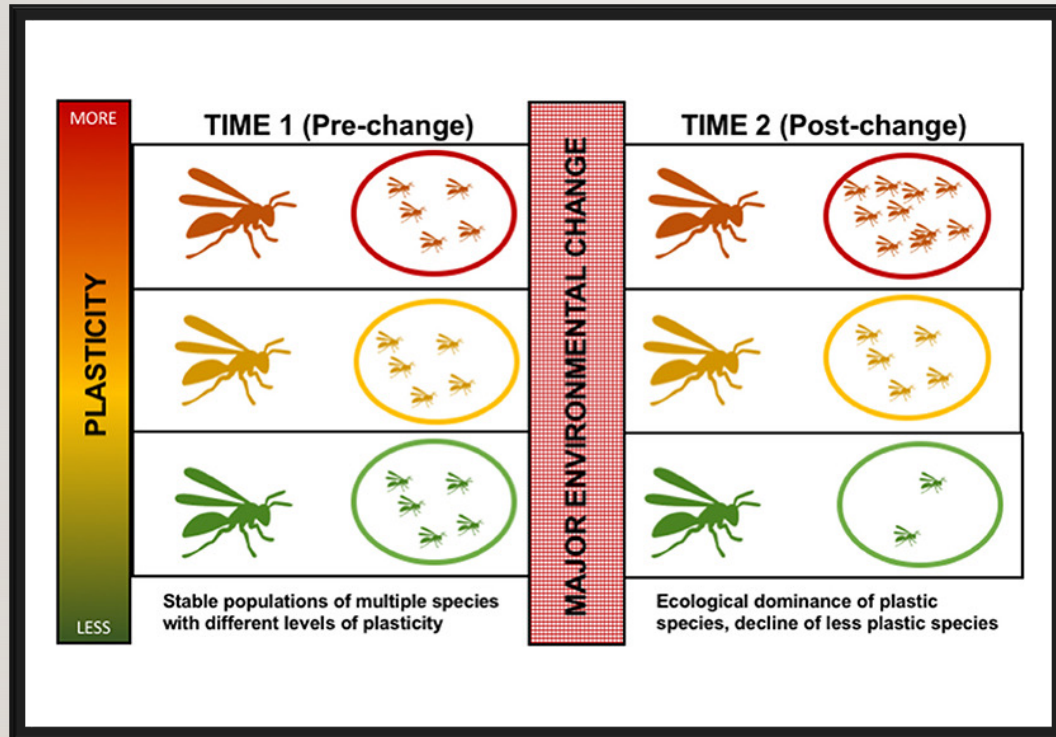 MORE
PLASTICITY
LESS
TIME 1 (Pre-change)
Stable populations of multiple species
with different levels of plasticity
MAJOR ENVIRONMENTAL CHANGE
TIME 2 (Post-change)
Ecological dominance of plastic
species, decline of less plastic species